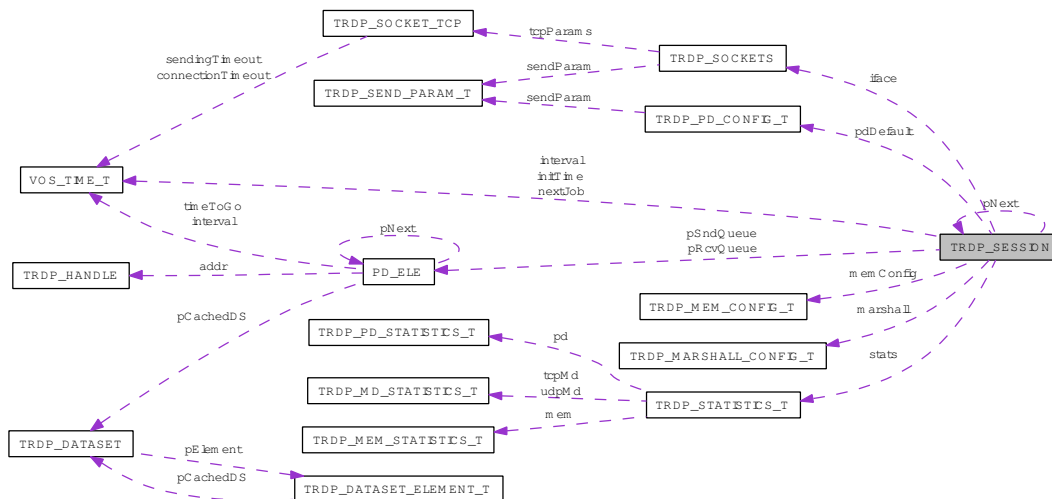 TRDP_SOCKET_TCP
tcpParams
sendingTimeout
connectionTimeout
TRDP_SOCKETS
sendParam
iface
TRDP_SEND_PARAM_T
sendParam
TRDP_PD_CONFIG_T
pdDefault
interval
initTime
nextJob
VOS_TIME_T
pNext
timeToGo
interval
pNext
pSndQueue
pRcvQueue
TRDP_SESSION
TRDP_HANDLE
addr
PD_ELE
memConfig
TRDP_MEM_CONFIG_T
marshall
pCachedDS
TRDP_PD_STATISTICS_T
pd
TRDP_MARSHALL_CONFIG_T
stats
tcpMd
udpMd
TRDP_MD_STATISTICS_T
TRDP_STATISTICS_T
mem
TRDP_MEM_STATISTICS_T
TRDP_DATASET
pElement
pCachedDS
TRDP_DATASET_ELEMENT_T